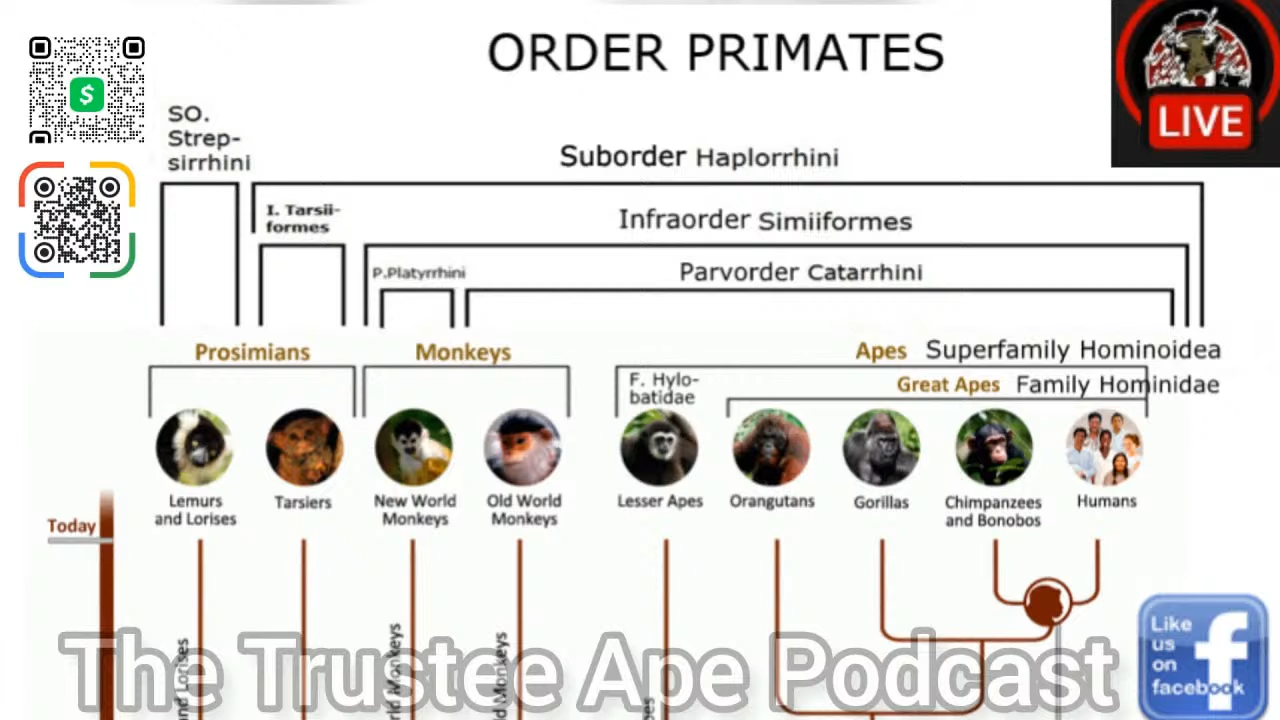 ORDER PRIMATES
LIVE
SO.
Strep-
sirrhini
Suborder Haplorrhini
I. Tarsii-
formes
Infraorder Simiiformes
P.Platyrrhini
Parvorder Catarrhini
Prosimians
Monkeys
Apes Superfamily Hominoidea
F. Hylo-
batidae
Great Apes Family Hominidae
Lemurs
and Lorises
Tarsiers
New World
Monkeys
Old World
Monkeys
Lesser Apes
Orangutans
Gorillas
Chimpanzees
and Bonobos
Humans
Today
The Trustee Ape Podcast
Like
us
on
facebook